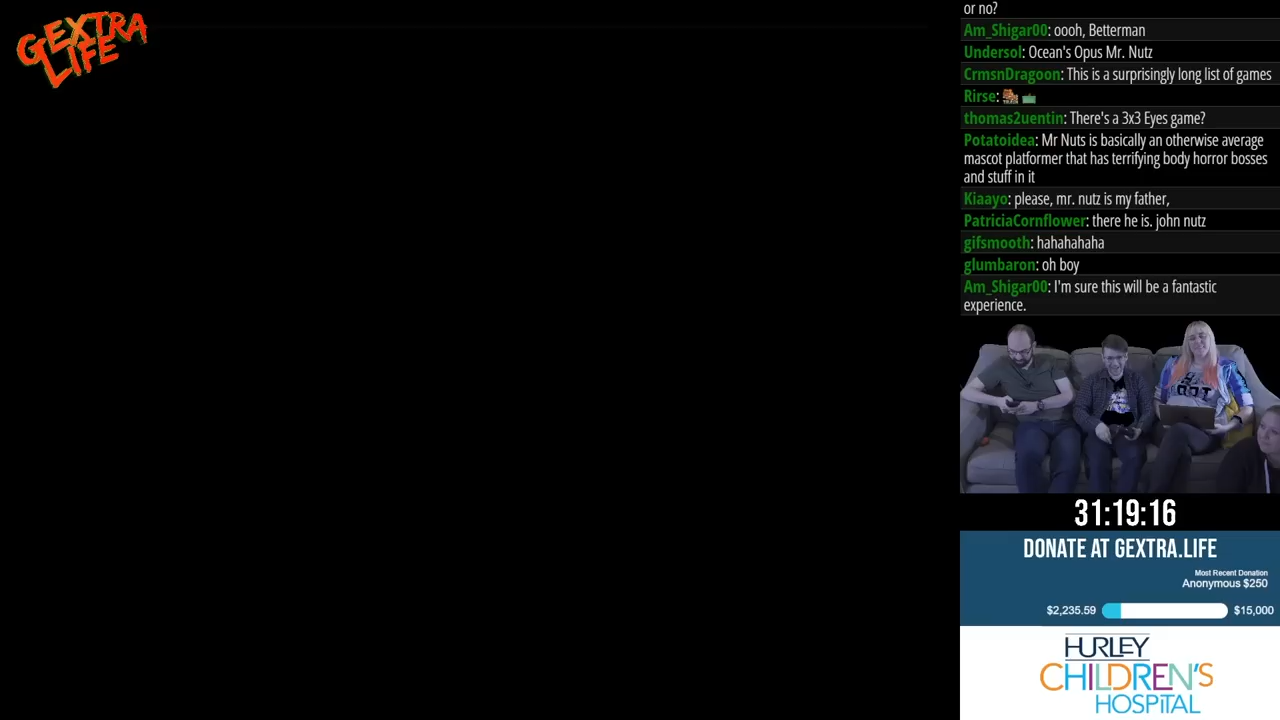 GEXTRA
LIFE
or no?
Am_Shigar00: oooh, Betterman
Undersol: Ocean's Opus Mr. Nutz
CrmsnDragoon: This is a surprisingly long list of games
Rirse:
thomas2uentin: There's a 3x3 Eyes game?
Potatoidea: Mr Nuts is basically an otherwise average
mascot platformer that has terrifying body horror bosses
and stuff in it
Kiaayo: please, mr. nutz is my father,
PatriciaCornflower: there he is. john nutz
gifsmooth: hahahahaha
glumbaron: oh boy
Am_Shigar00: I'm sure this will be a fantastic
experience.
31:19:16
DONATE AT GEXTRA.LIFE
Most Recent Donation
Anonymous $250
$2,235.59 $15,000
HURLEY
CHILDREN'S
HOSPITAL